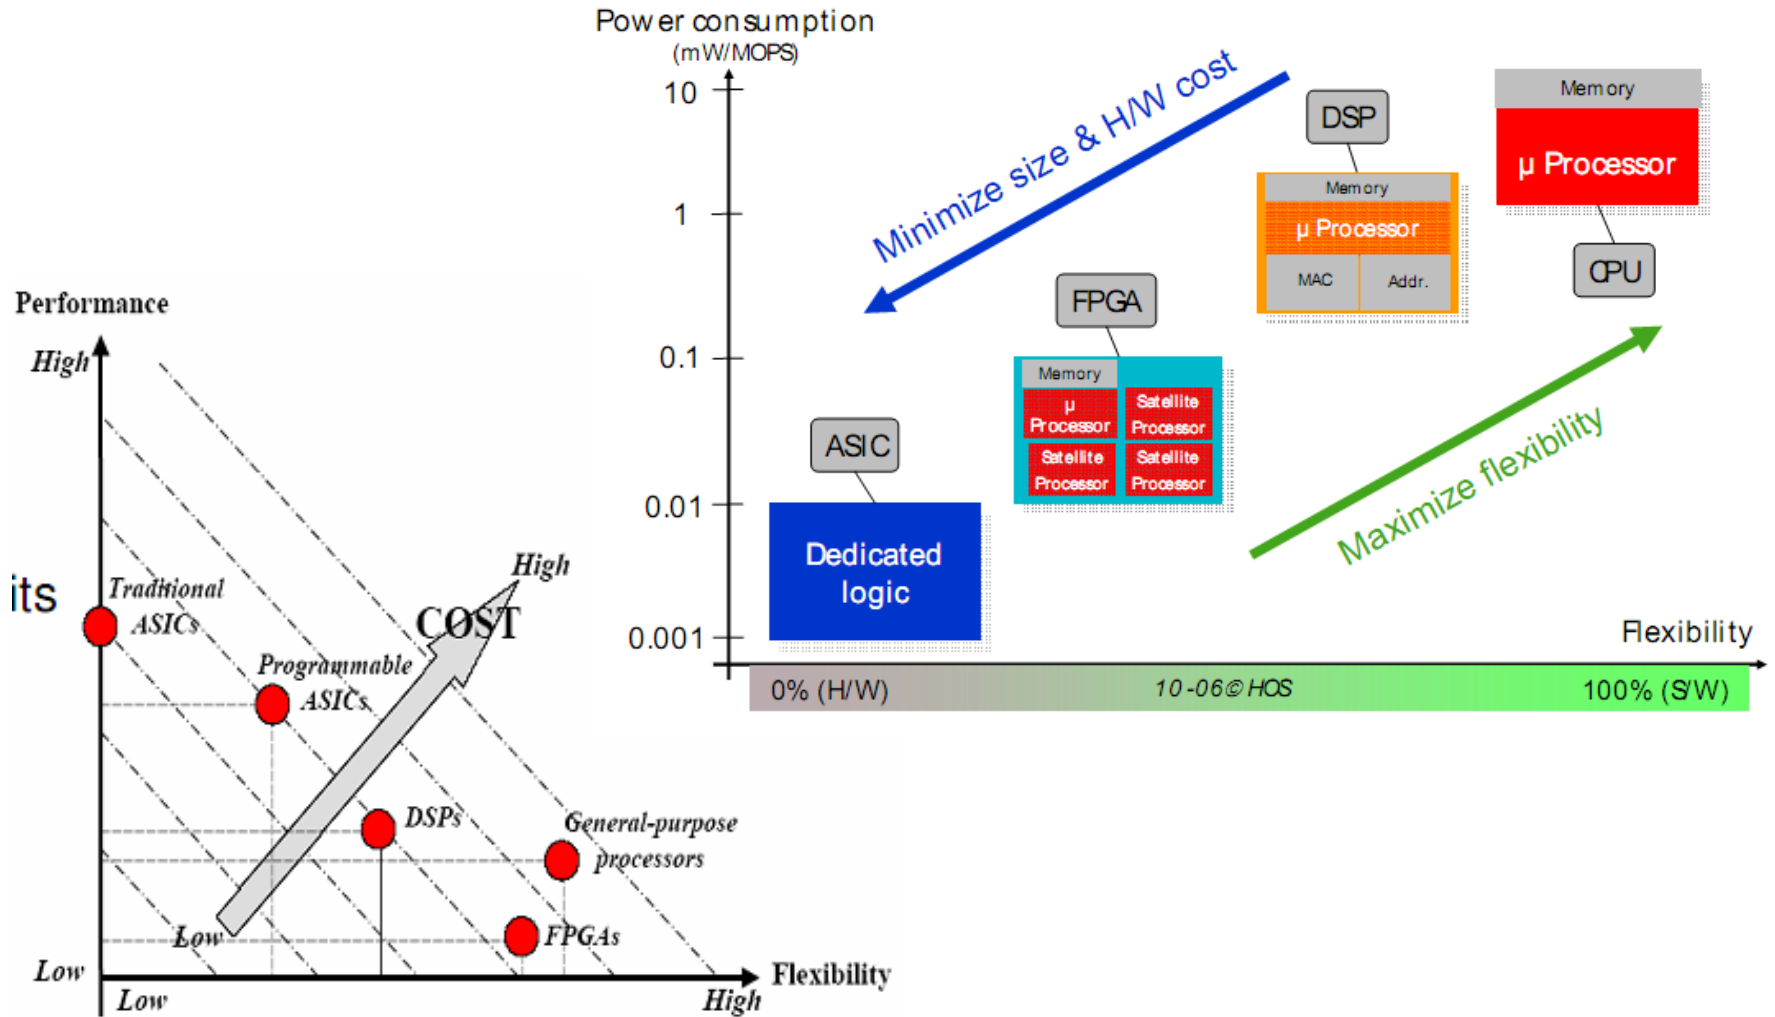 Power consumption
(mW/MOPS)
10
1
0.1
0.01
0.001
Minimize size & H/W cost
Maximize flexibility
DSP
Memory
µ Processor
MAC
Addr.
Memory
µ Processor
CPU
FPGA
Memory
µ
Processor
Satellite
Processor
Satellite
Processor
Satellite
Processor
ASIC
Dedicated
logic
Flexibility
0% (H/W)
10-06© HOS
100% (S/W)
Performance
High
its
Traditional
ASICs
Programmable
ASICs
High
COST
DSPs
General-purpose
processors
FPGAs
Low
Low
Low
High
Flexibility